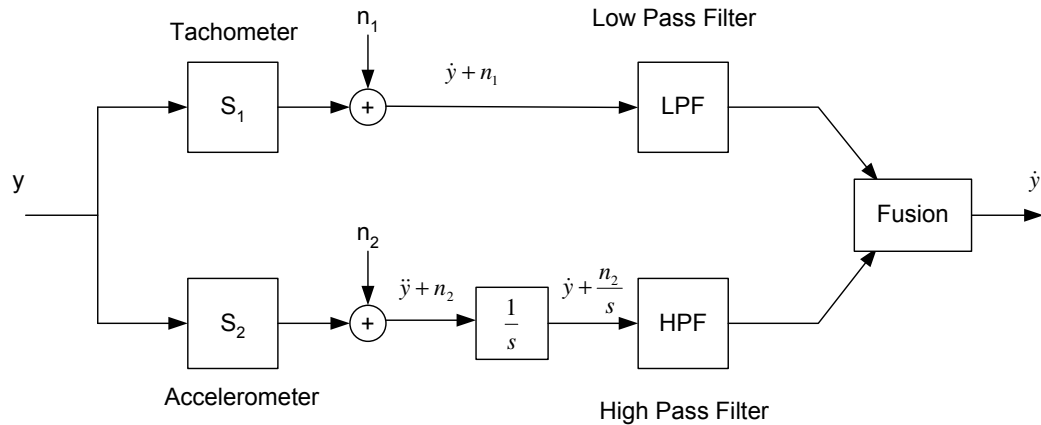 Low Pass Filter
n₁
Tachometer
ẏ + n₁
S₁
+
LPF
y
ẏ
Fusion
n₂
ÿ + n₂
ẏ + n₂/s
S₂
+
1/s
HPF
Accelerometer
High Pass Filter